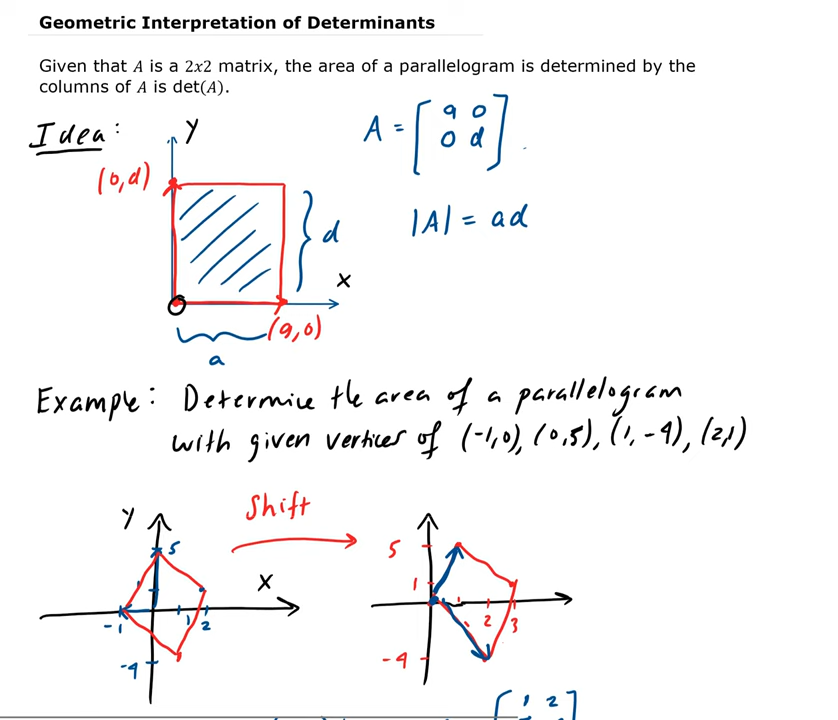 Geometric Interpretation of Determinants
Given that A is a 2x2 matrix, the area of a parallelogram is determined by the
columns of A is det(A).
Idea:
y
A = [ a 0
0 d ]
(0,d)
|A| = ad
d
x
(a,0)
a
Example: Determine the area of a parallelogram
with given vertices of (-1,0), (0,5), (1,-4), (2,1)
Shift
y
5
5
x
1
-1
1
2
2
3
-4
-4
[ 1 2 ]